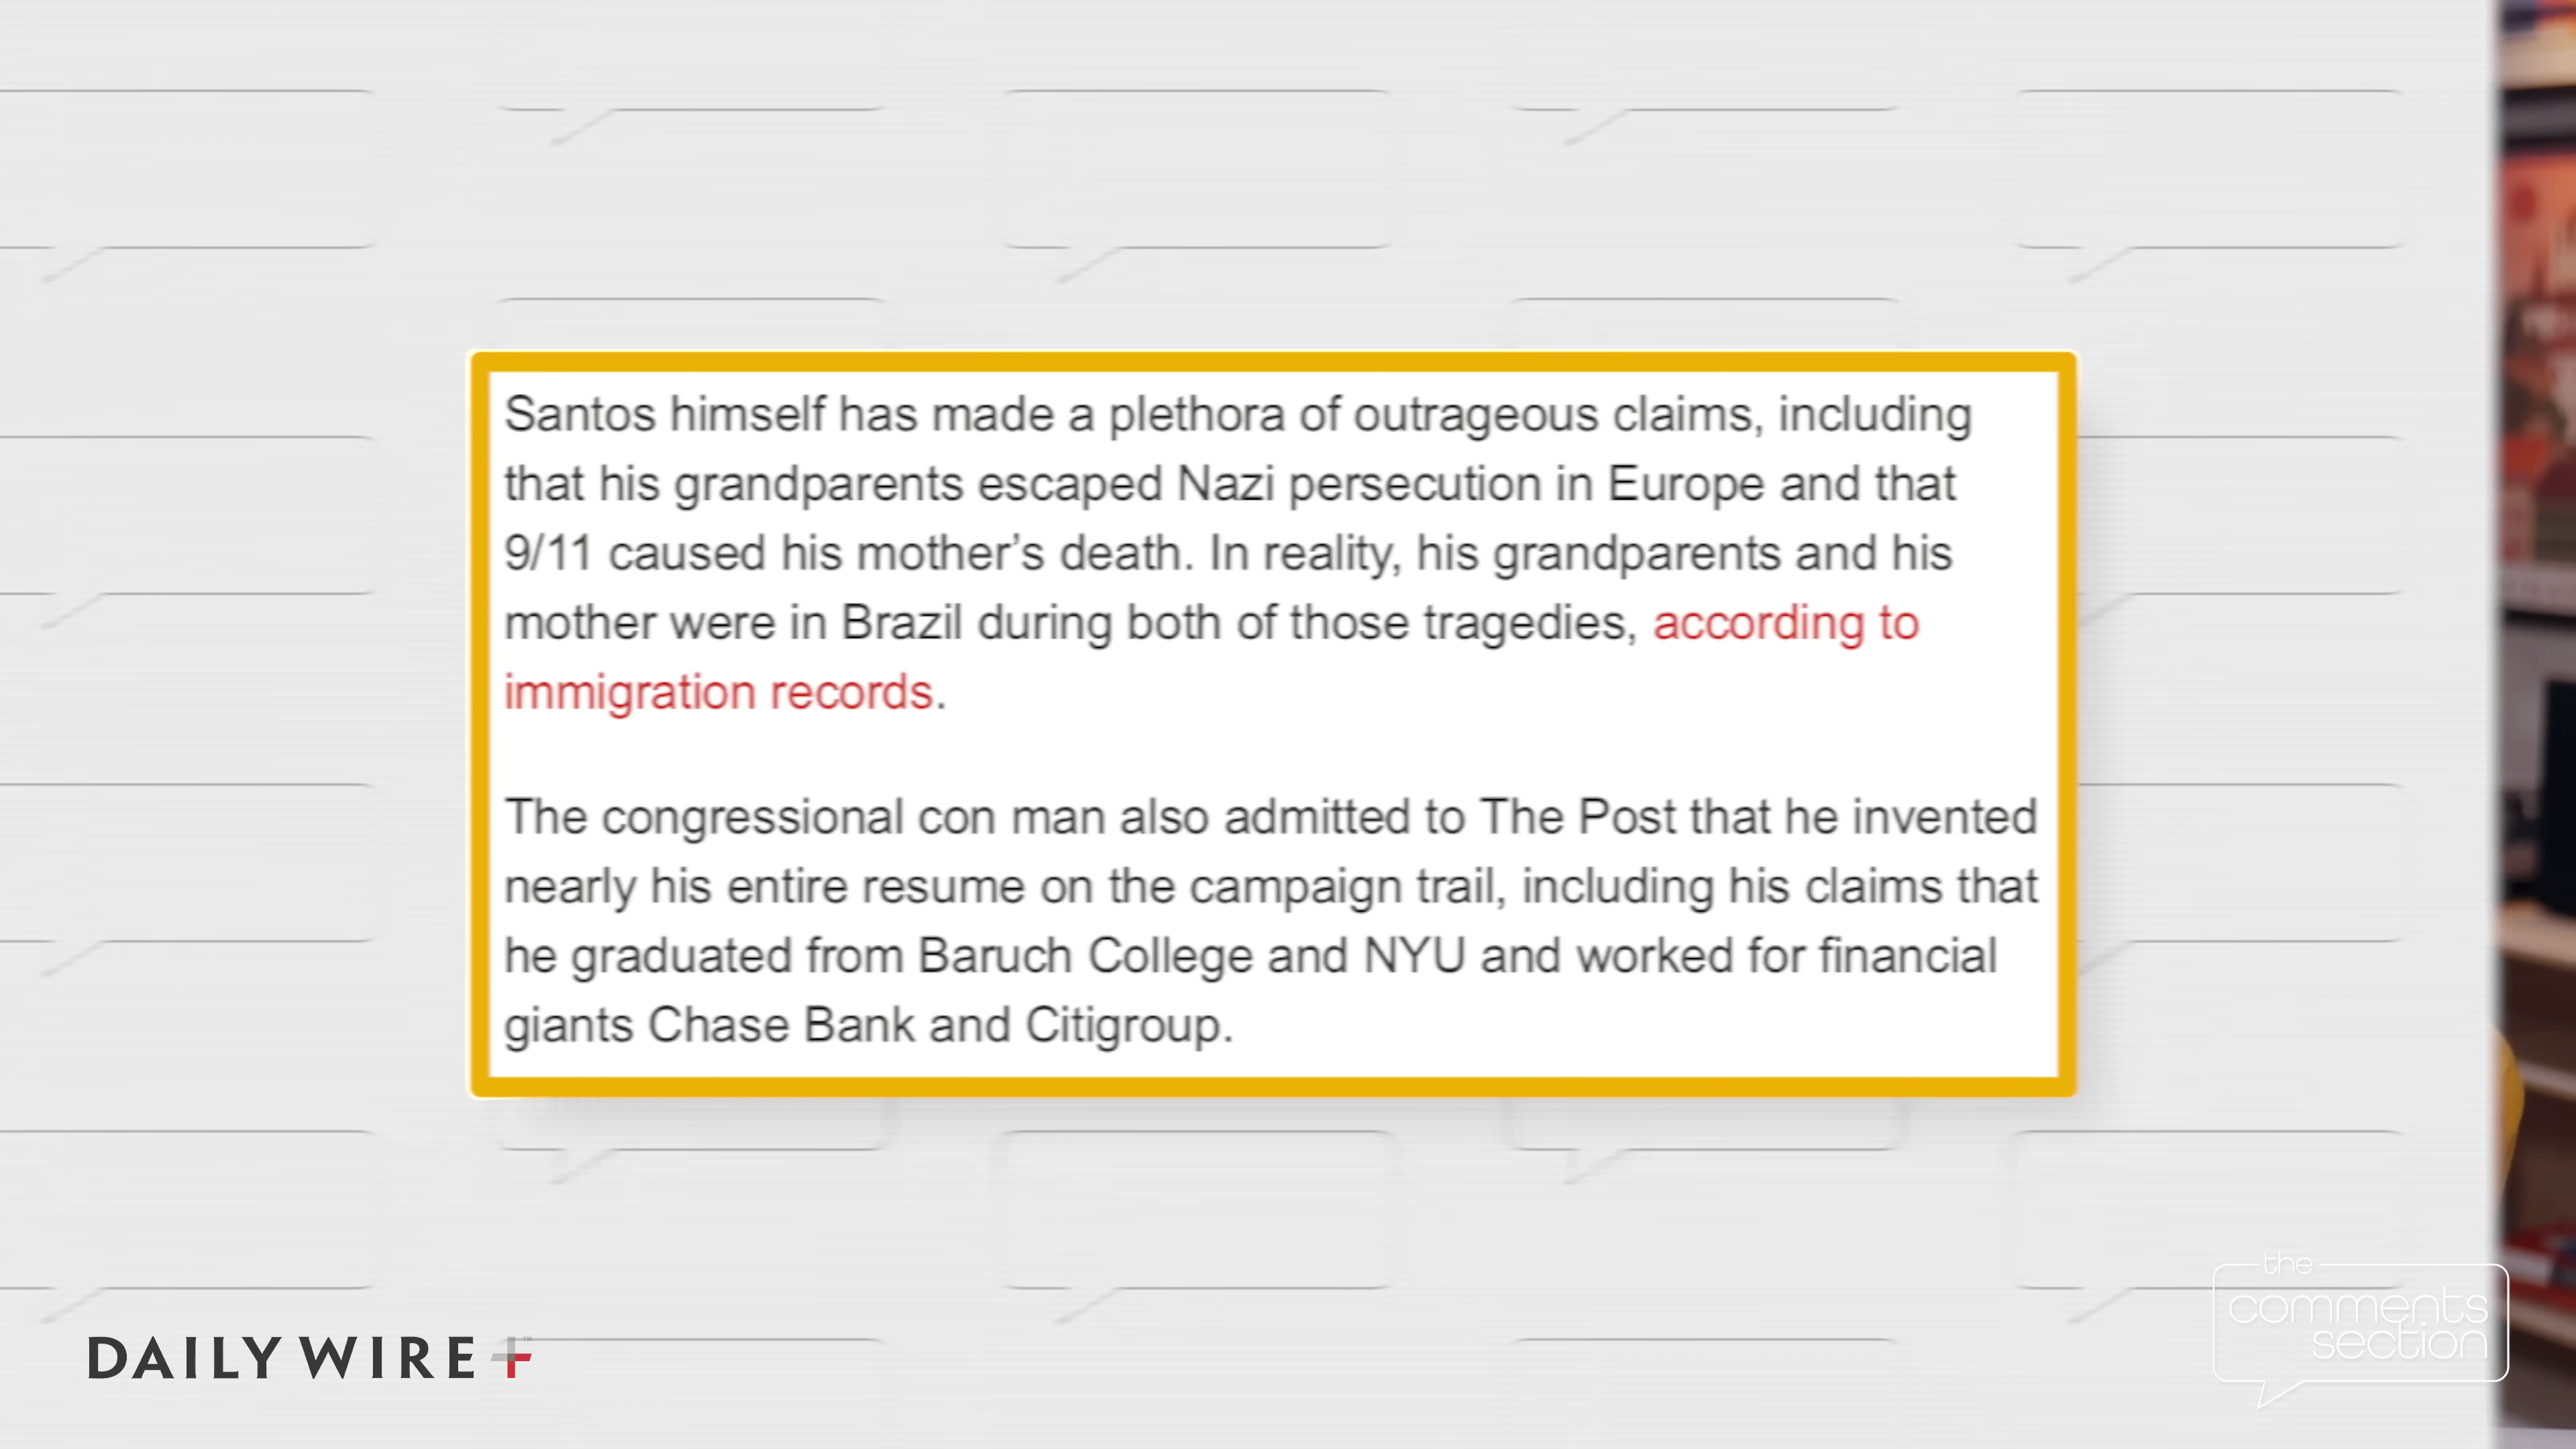 Santos himself has made a plethora of outrageous claims, including
that his grandparents escaped Nazi persecution in Europe and that
9/11 caused his mother’s death. In reality, his grandparents and his
mother were in Brazil during both of those tragedies, according to
immigration records.
The congressional con man also admitted to The Post that he invented
nearly his entire resume on the campaign trail, including his claims that
he graduated from Baruch College and NYU and worked for financial
giants Chase Bank and Citigroup.
DAILY WIRE +™
the
comments
section